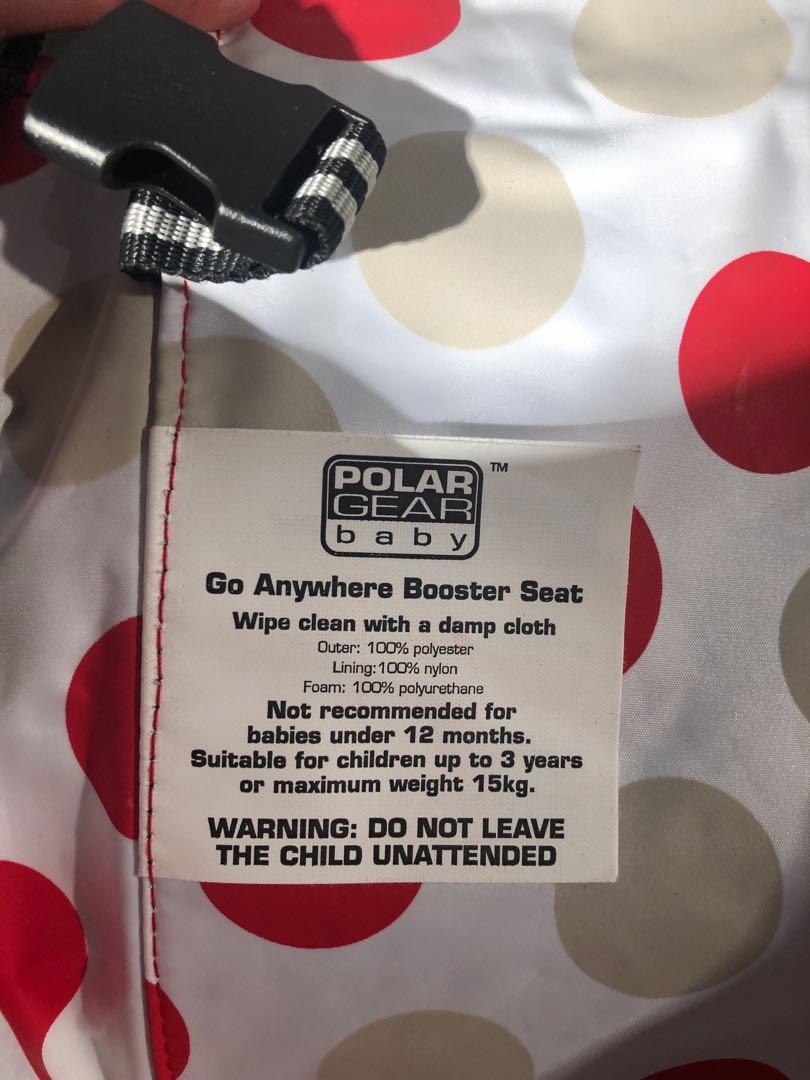 POLAR
GEAR
baby
TM
Go Anywhere Booster Seat
Wipe clean with a damp cloth
Outer: 100% polyester
Lining:100% nylon
Foam: 100% polyurethane
Not recommended for
babies under 12 months.
Suitable for children up to 3 years
or maximum weight 15kg.
WARNING: DO NOT LEAVE
THE CHILD UNATTENDED